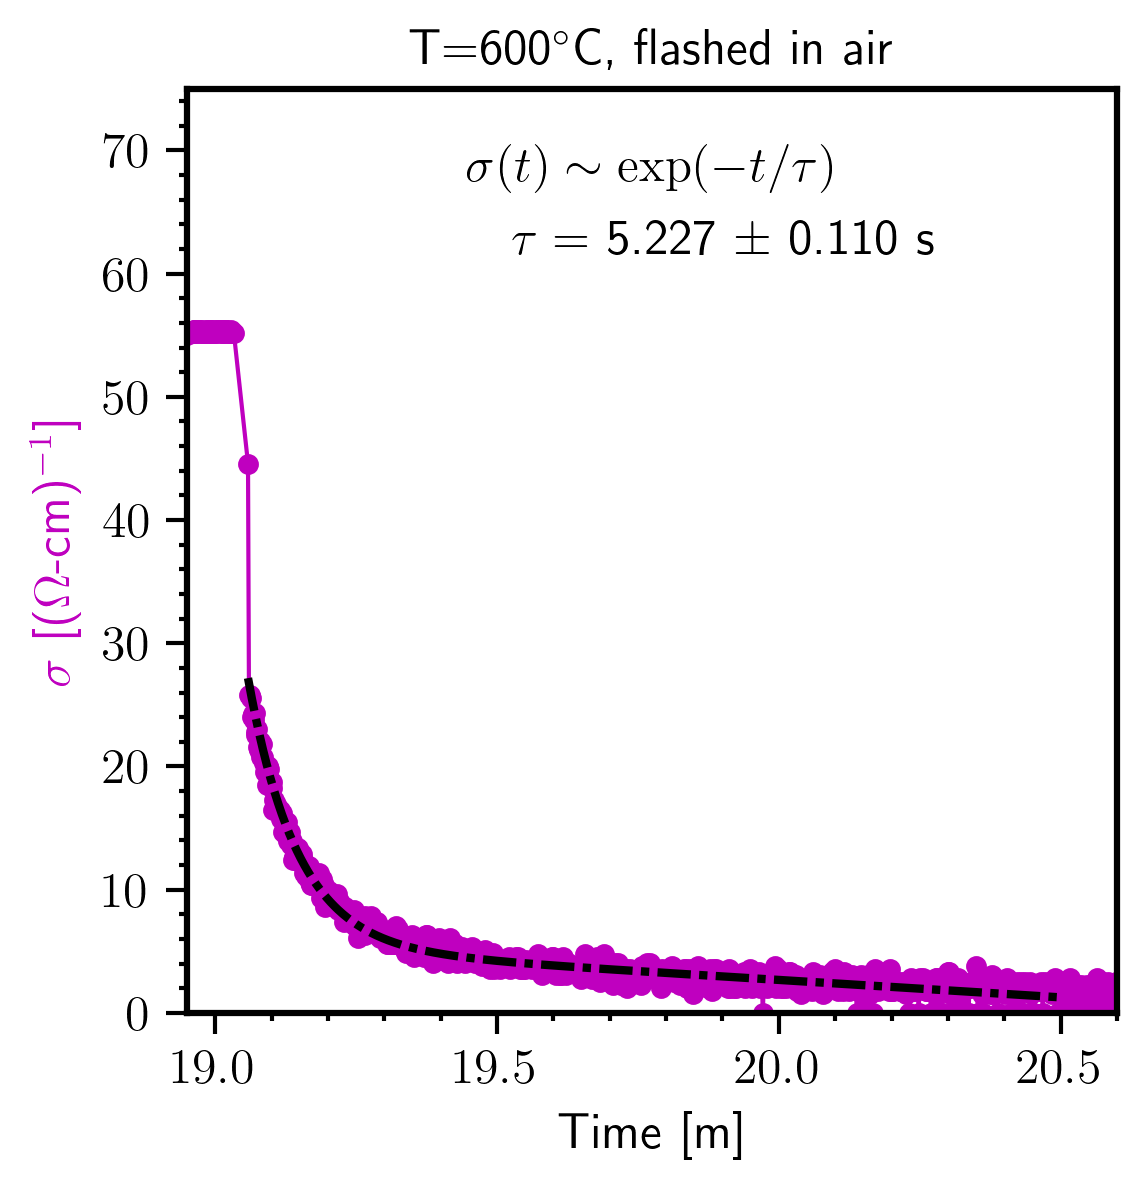 T=600°C, flashed in air
σ(t) ∼ exp(−t/τ)
τ = 5.227 ± 0.110 s
70
60
50
40
30
20
10
0
σ [(Ω-cm)⁻¹]
19.0 19.5 20.0 20.5
Time [m]